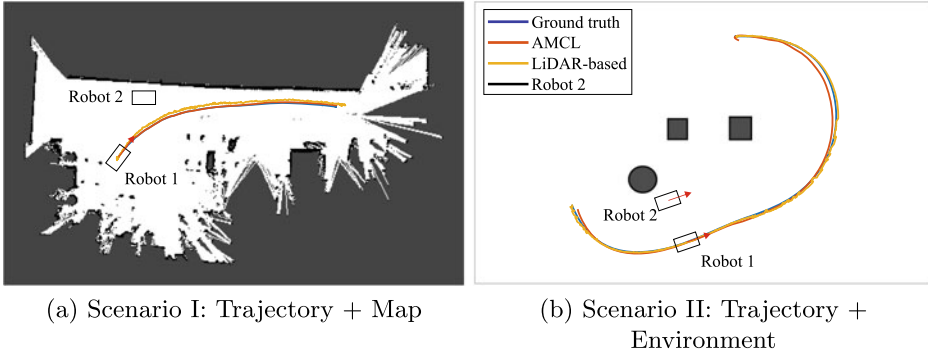 Robot 2
Robot 1
Ground truth
AMCL
LiDAR-based
Robot 2
Robot 2
Robot 1
(a) Scenario I: Trajectory + Map
(b) Scenario II: Trajectory +
Environment